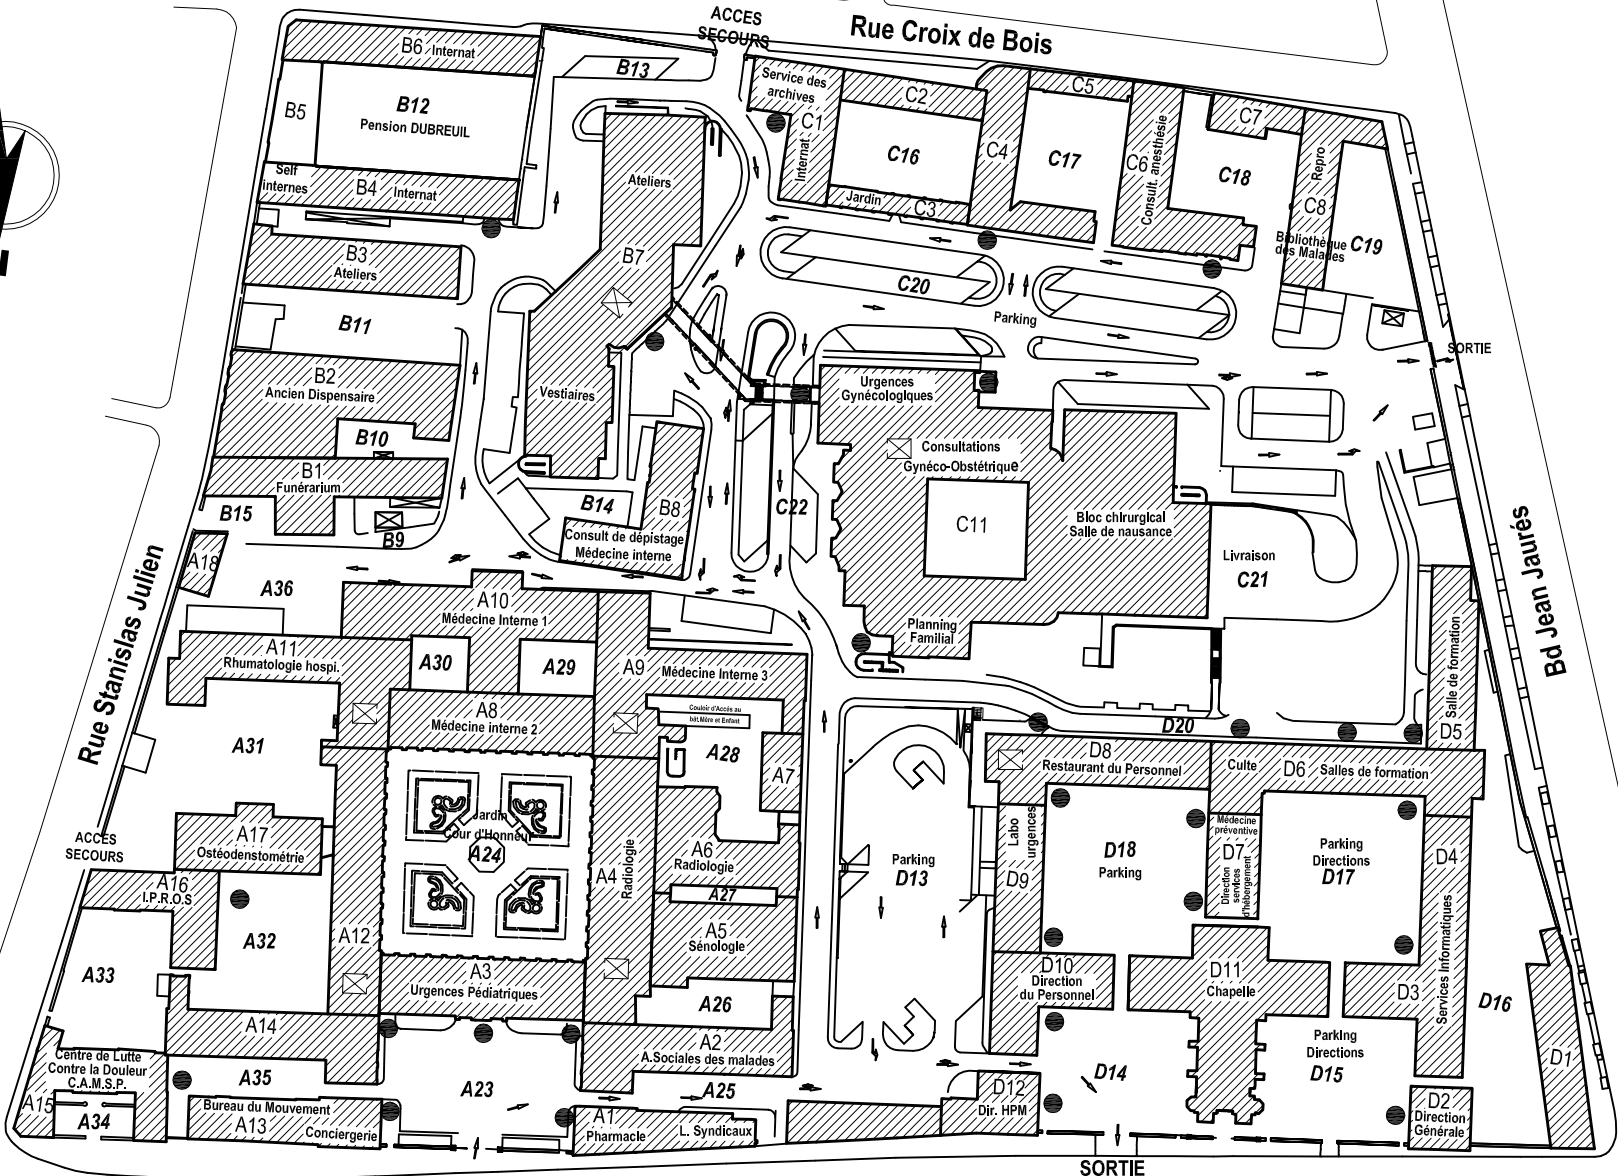 ACCES
SECOURS
Rue Croix de Bois
B6 Internat
B13
B5
B12
Pension DUBREUIL
Self
internes
B4 Internat
B3
Ateliers
B11
B2
Ancien Dispensaire
B10
B1
Funérarium
B15
B9
Ateliers
B7
Vestiaires
B14
B8
Consult de dépistage
Médecine interne
Service des
archives
C1
Internat
C2
C16
Jardin
C3
C4
C5
C17
C6
Consult. anesthésie
C7
C18
Repro
C8
Bibliothèque
des Malades
C19
C20
Parking
SORTIE
Urgences
Gynécologiques
Consultations
Gynéco-Obstétrique
C11
Bloc chirurgical
Salle de nausance
C22
Livraison
C21
Planning
Familial
Rue Stanislas Julien
Bd Jean Jaurés
A18
A36
A10
Médecine Interne 1
A11
Rhumatologie hospi.
A30
A29
A9
Médecine Interne 3
A8
Médecine interne 2
Couloir d'Accés au
bât.Mère et Enfant
A31
A28
A7
Jardin
Cour d'Honneur
A24
A17
Ostéodenstométrie
ACCES
SECOURS
A16
I.P.R.O.S
A32
A12
A4
Radiologie
A6
Radiologie
A27
A5
Sénologie
A33
A3
Urgences Pédiatriques
A26
A14
A2
A.Sociales des malades
Centre de Lutte
Contre la Douleur
C.A.M.S.P.
A15
A34
A35
Bureau du Mouvement
A13
Conciergerie
A23
A25
A1
Pharmacie
L. Syndicaux
D20
Salle de formation
D5
D8
Restaurant du Personnel
Culte
D6
Salles de formation
Labo
urgences
D9
D18
Parking
Médecine
préventive
D7
Direction
services
d'hébergement
Parking
Directions
D17
D4
Services Informatiques
Parking
D13
D10
Direction
du Personnel
D11
Chapelle
D3
D16
D12
Dir. HPM
D14
Parking
Directions
D15
D2
Direction
Générale
D1
SORTIE